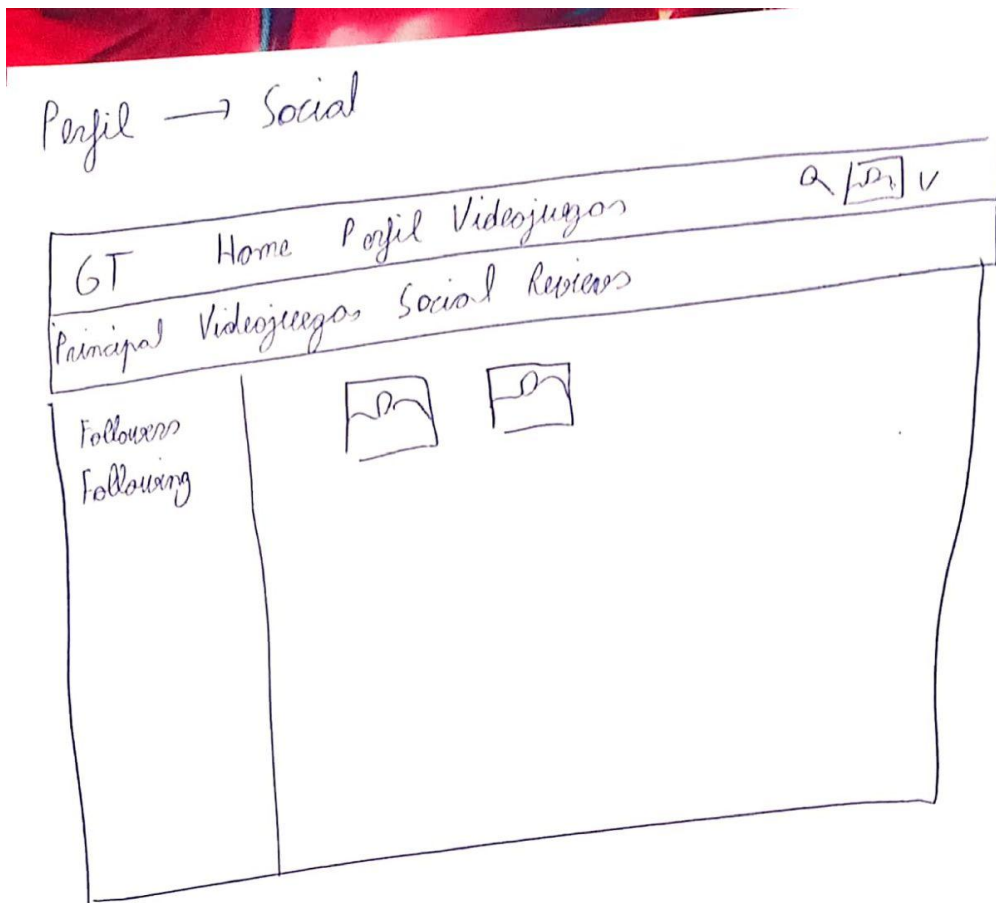 Perfil → Social
GT Home Perfil Videojuegos
Principal Videojuegos Social Reviews
Followers
Following